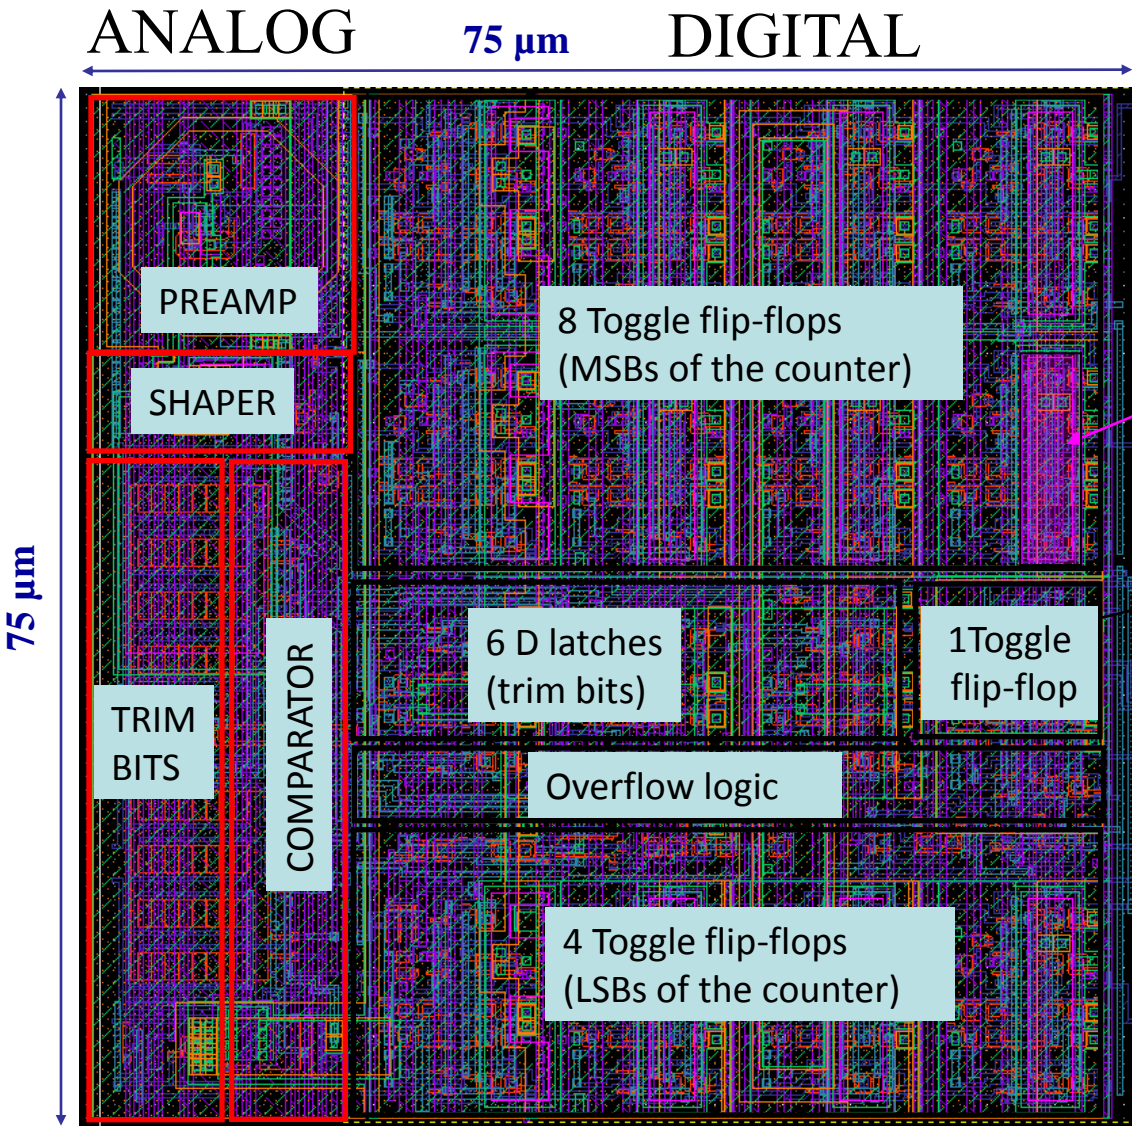 ANALOG
75 μm
DIGITAL
75 μm
PREAMP
SHAPER
TRIM
BITS
COMPARATOR
8 Toggle flip-flops
(MSBs of the counter)
6 D latches
(trim bits)
1Toggle
flip-flop
Overflow logic
4 Toggle flip-flops
(LSBs of the counter)